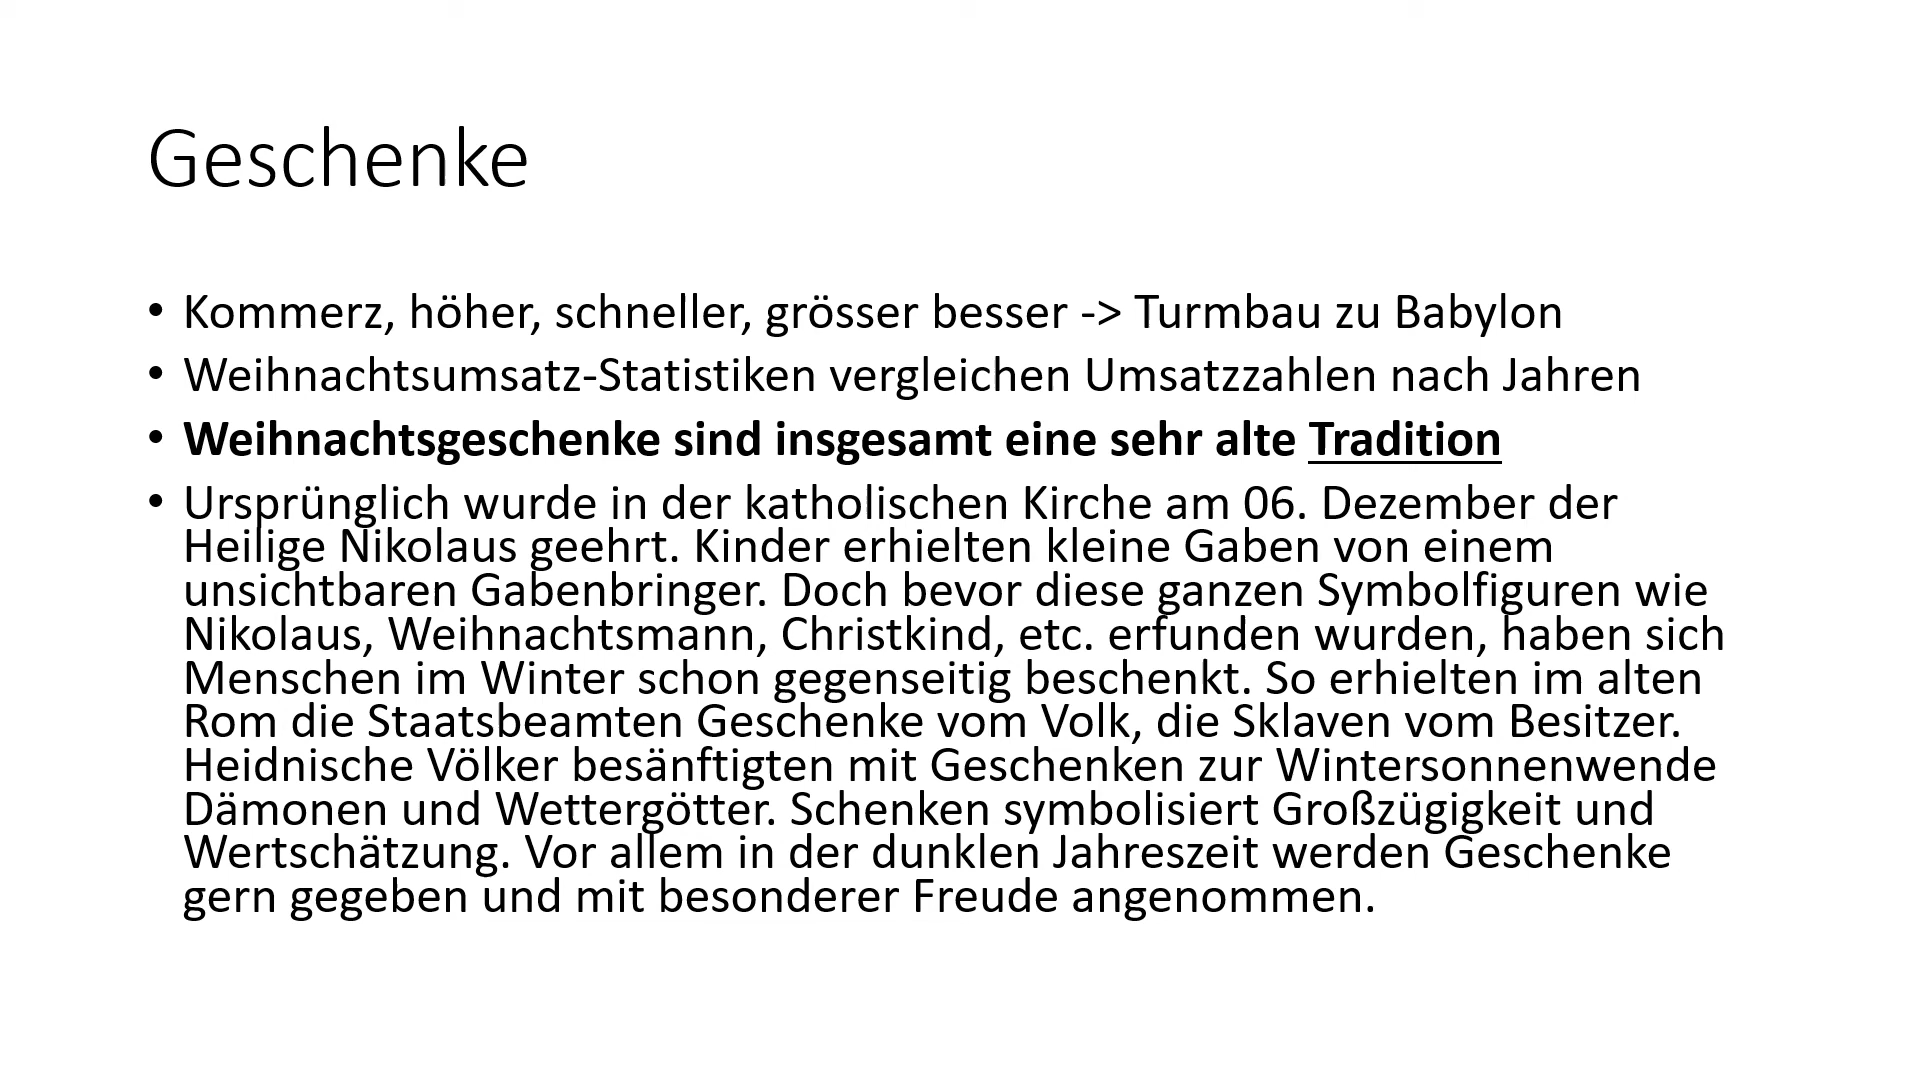 Geschenke
• Kommerz, höher, schneller, grösser besser -> Turmbau zu Babylon
• Weihnachtsumsatz-Statistiken vergleichen Umsatzzahlen nach Jahren
• Weihnachtsgeschenke sind insgesamt eine sehr alte Tradition
• Ursprünglich wurde in der katholischen Kirche am 06. Dezember der
Heilige Nikolaus geehrt. Kinder erhielten kleine Gaben von einem
unsichtbaren Gabenbringer. Doch bevor diese ganzen Symbolfiguren wie
Nikolaus, Weihnachtsmann, Christkind, etc. erfunden wurden, haben sich
Menschen im Winter schon gegenseitig beschenkt. So erhielten im alten
Rom die Staatsbeamten Geschenke vom Volk, die Sklaven vom Besitzer.
Heidnische Völker besänftigten mit Geschenken zur Wintersonnenwende
Dämonen und Wettergötter. Schenken symbolisiert Großzügigkeit und
Wertschätzung. Vor allem in der dunklen Jahreszeit werden Geschenke
gern gegeben und mit besonderer Freude angenommen.